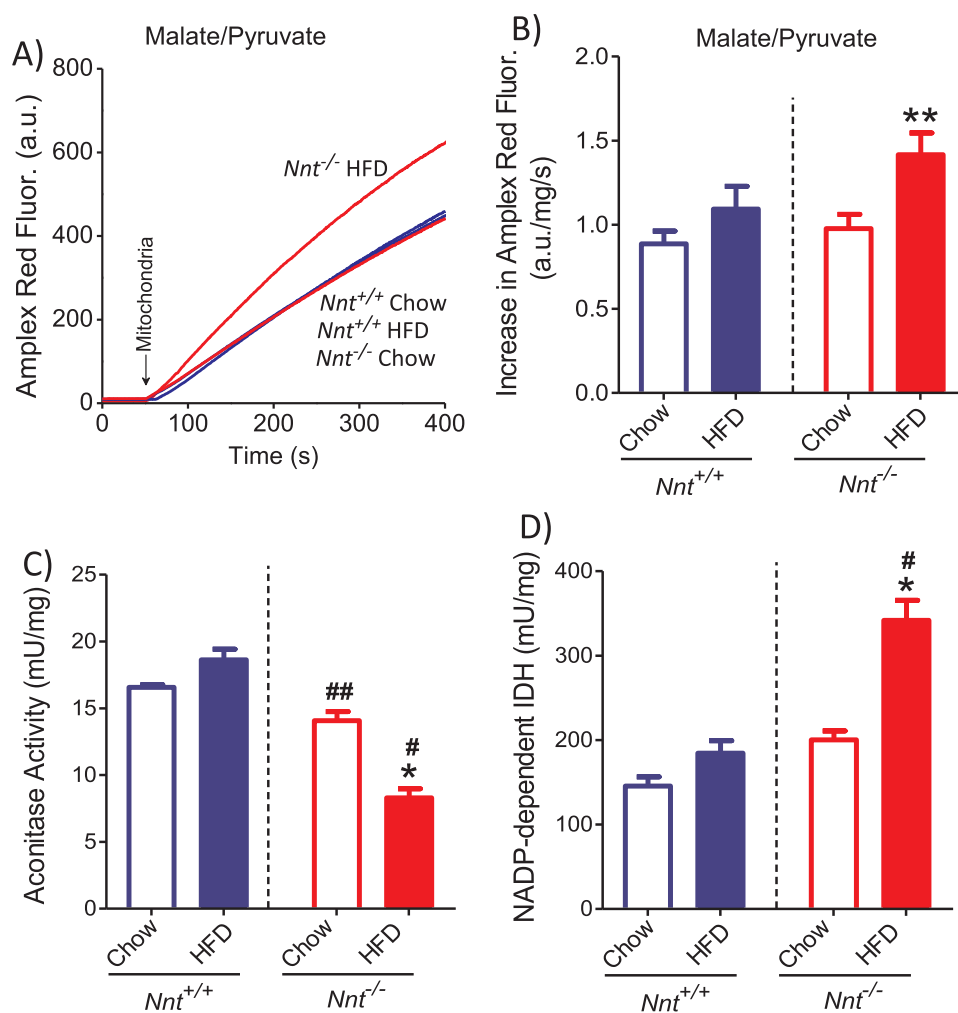 A)
Malate/Pyruvate
Amplex Red Fluor. (a.u.)
800
600
400
200
0
Nnt-/- HFD
Mitochondria
Nnt+/+ Chow
Nnt+/+ HFD
Nnt-/- Chow
0 100 200 300 400
Time (s)
B)
Malate/Pyruvate
Increase in Amplex Red Fluor.
(a.u./mg/s)
2.0
1.5
1.0
0.5
0.0
**
Chow HFD Chow HFD
Nnt+/+ Nnt-/-
C)
Aconitase Activity (mU/mg)
25
20
15
10
5
0
##
#
*
Chow HFD Chow HFD
Nnt+/+ Nnt-/-
D)
NADP-dependent IDH (mU/mg)
400
300
200
100
0
#
*
Chow HFD Chow HFD
Nnt+/+ Nnt-/-